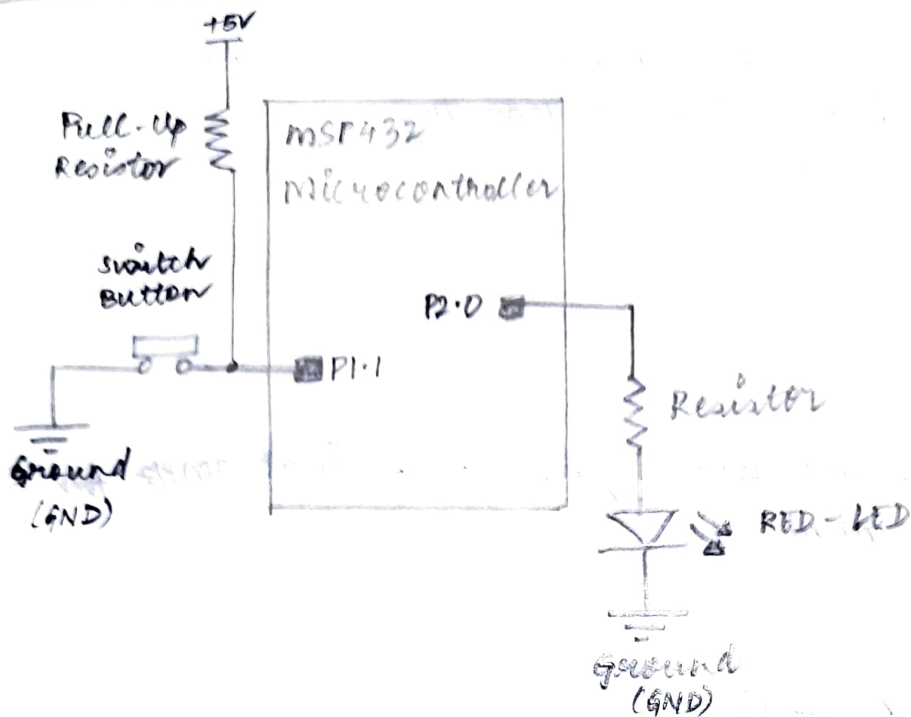 +5V
Pull-Up
Resistor
MSP432
Microcontroller
Switch
Button
P2.0
P1.1
Resistor
Ground
(GND)
RED-LED
Ground
(GND)